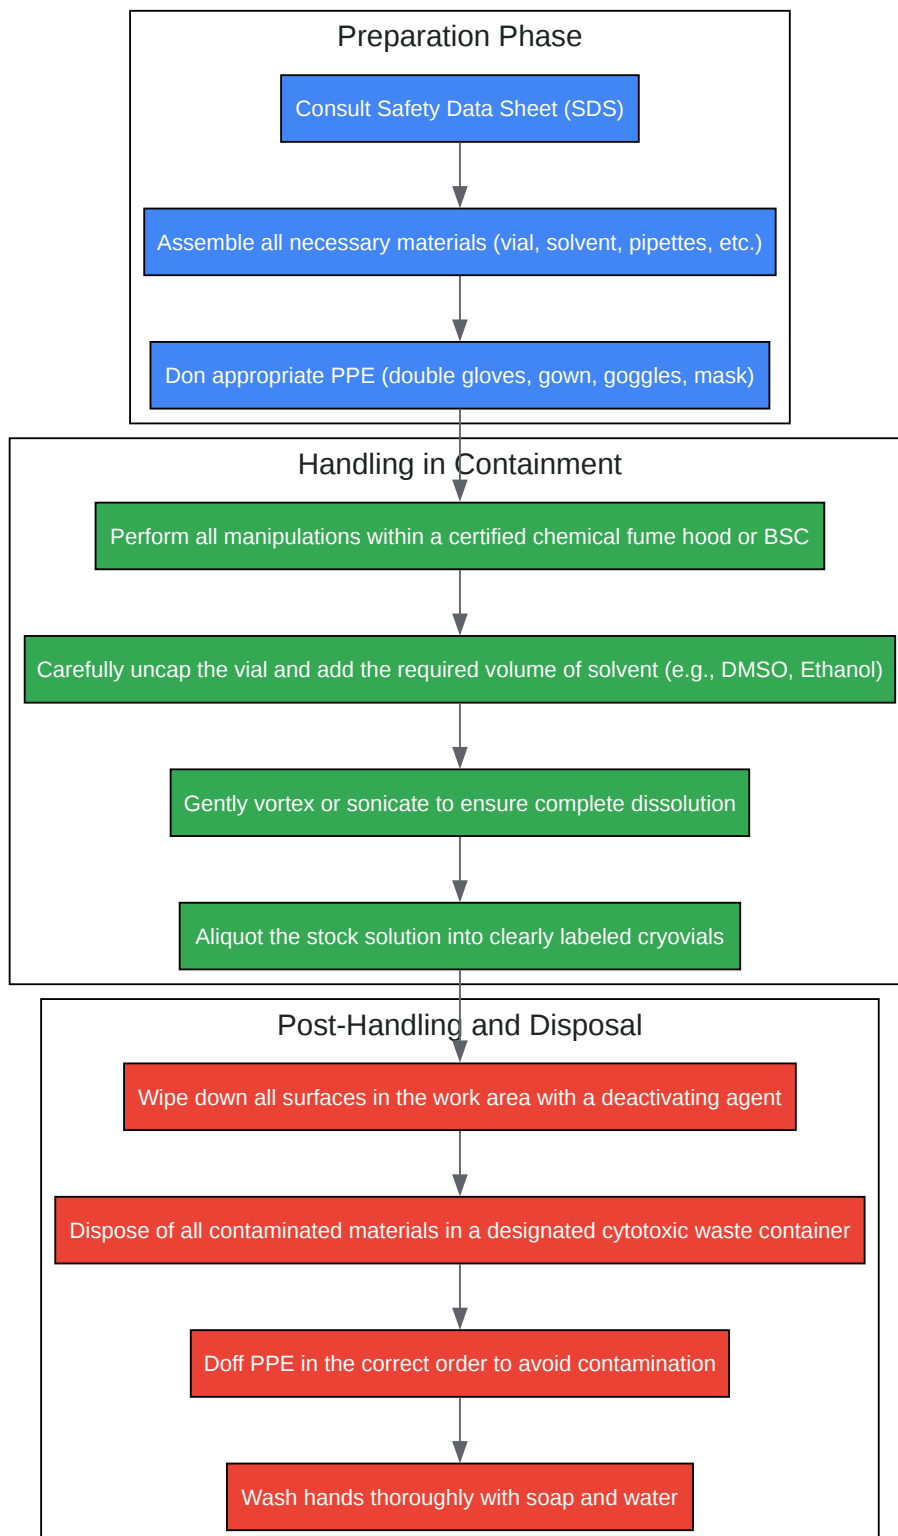 Preparation Phase
Consult Safety Data Sheet (SDS)
Assemble all necessary materials (vial, solvent, pipettes, etc.)
Don appropriate PPE (double gloves, gown, goggles, mask)
Handling in Containment
Perform all manipulations within a certified chemical fume hood or BSC
Carefully uncap the vial and add the required volume of solvent (e.g., DMSO, Ethanol)
Gently vortex or sonicate to ensure complete dissolution
Aliquot the stock solution into clearly labeled cryovials
Post-Handling and Disposal
Wipe down all surfaces in the work area with a deactivating agent
Dispose of all contaminated materials in a designated cytotoxic waste container
Doff PPE in the correct order to avoid contamination
Wash hands thoroughly with soap and water